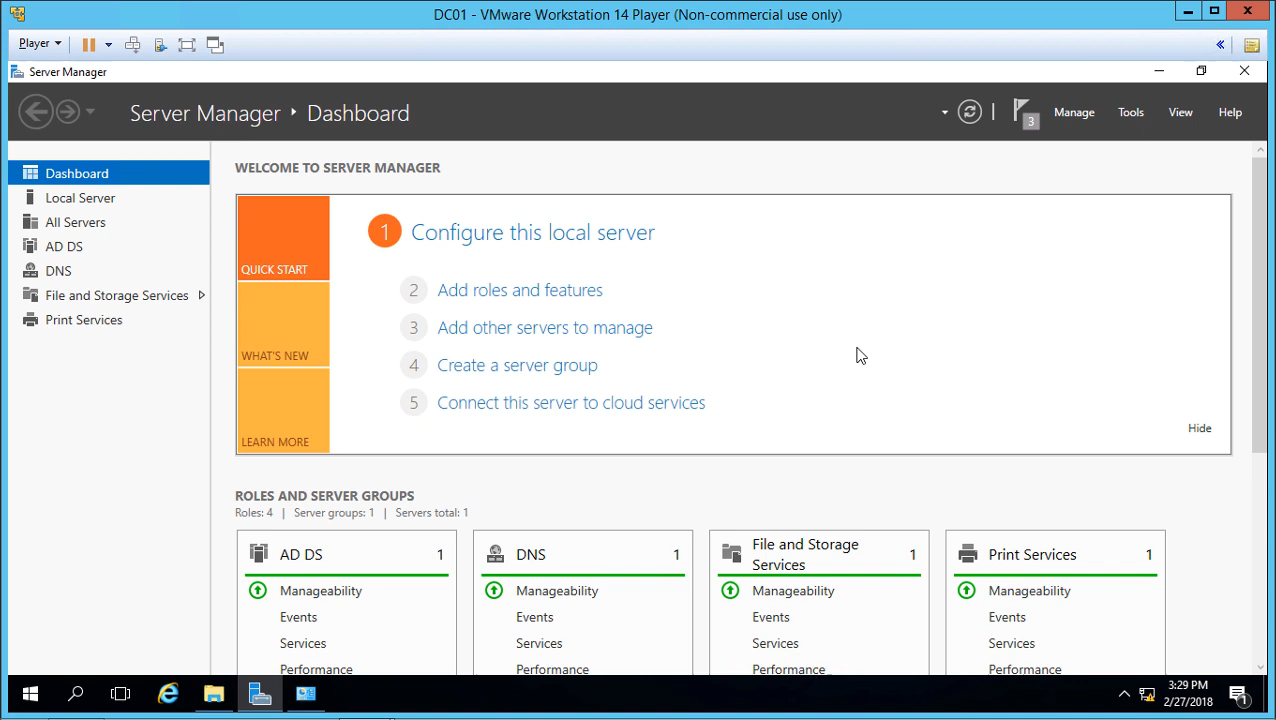 DC01 - VMware Workstation 14 Player (Non-commercial use only)
Player
Server Manager
Server Manager ‣ Dashboard
3
Manage
Tools
View
Help
Dashboard
Local Server
All Servers
AD DS
DNS
File and Storage Services
Print Services
WELCOME TO SERVER MANAGER
QUICK START
WHAT'S NEW
LEARN MORE
1 Configure this local server
2 Add roles and features
3 Add other servers to manage
4 Create a server group
5 Connect this server to cloud services
Hide
ROLES AND SERVER GROUPS
Roles: 4 | Server groups: 1 | Servers total: 1
AD DS 1
Manageability
Events
Services
Performance
DNS 1
Manageability
Events
Services
Performance
File and Storage
Services 1
Manageability
Events
Services
Performance
Print Services 1
Manageability
Events
Services
Performance
3:29 PM
2/27/2018
1